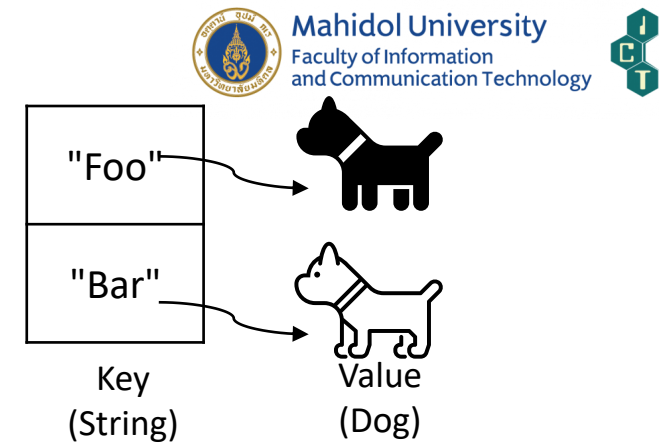 Mahidol University
Faculty of Information
and Communication Technology
I
C
T
"Foo"
"Bar"
Key
(String)
Value
(Dog)